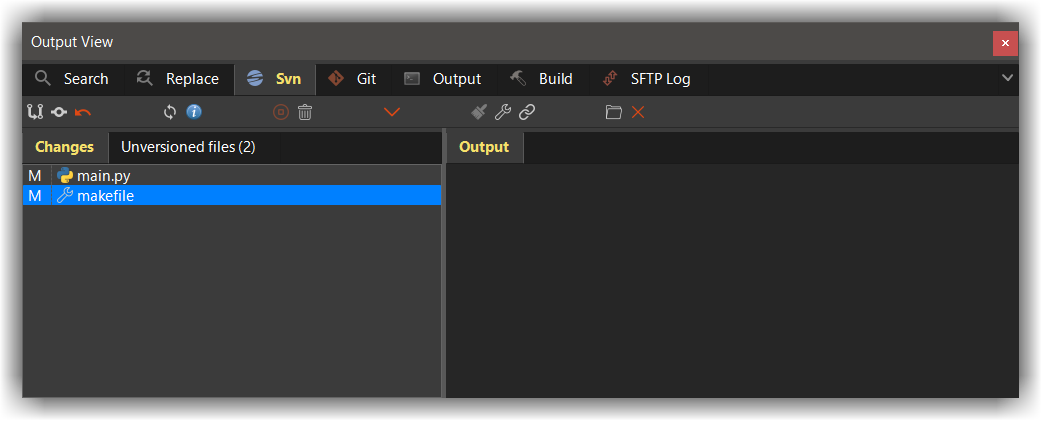 Output View
Search Replace Svn Git Output Build SFTP Log
Changes Unversioned files (2) Output
M main.py
M makefile